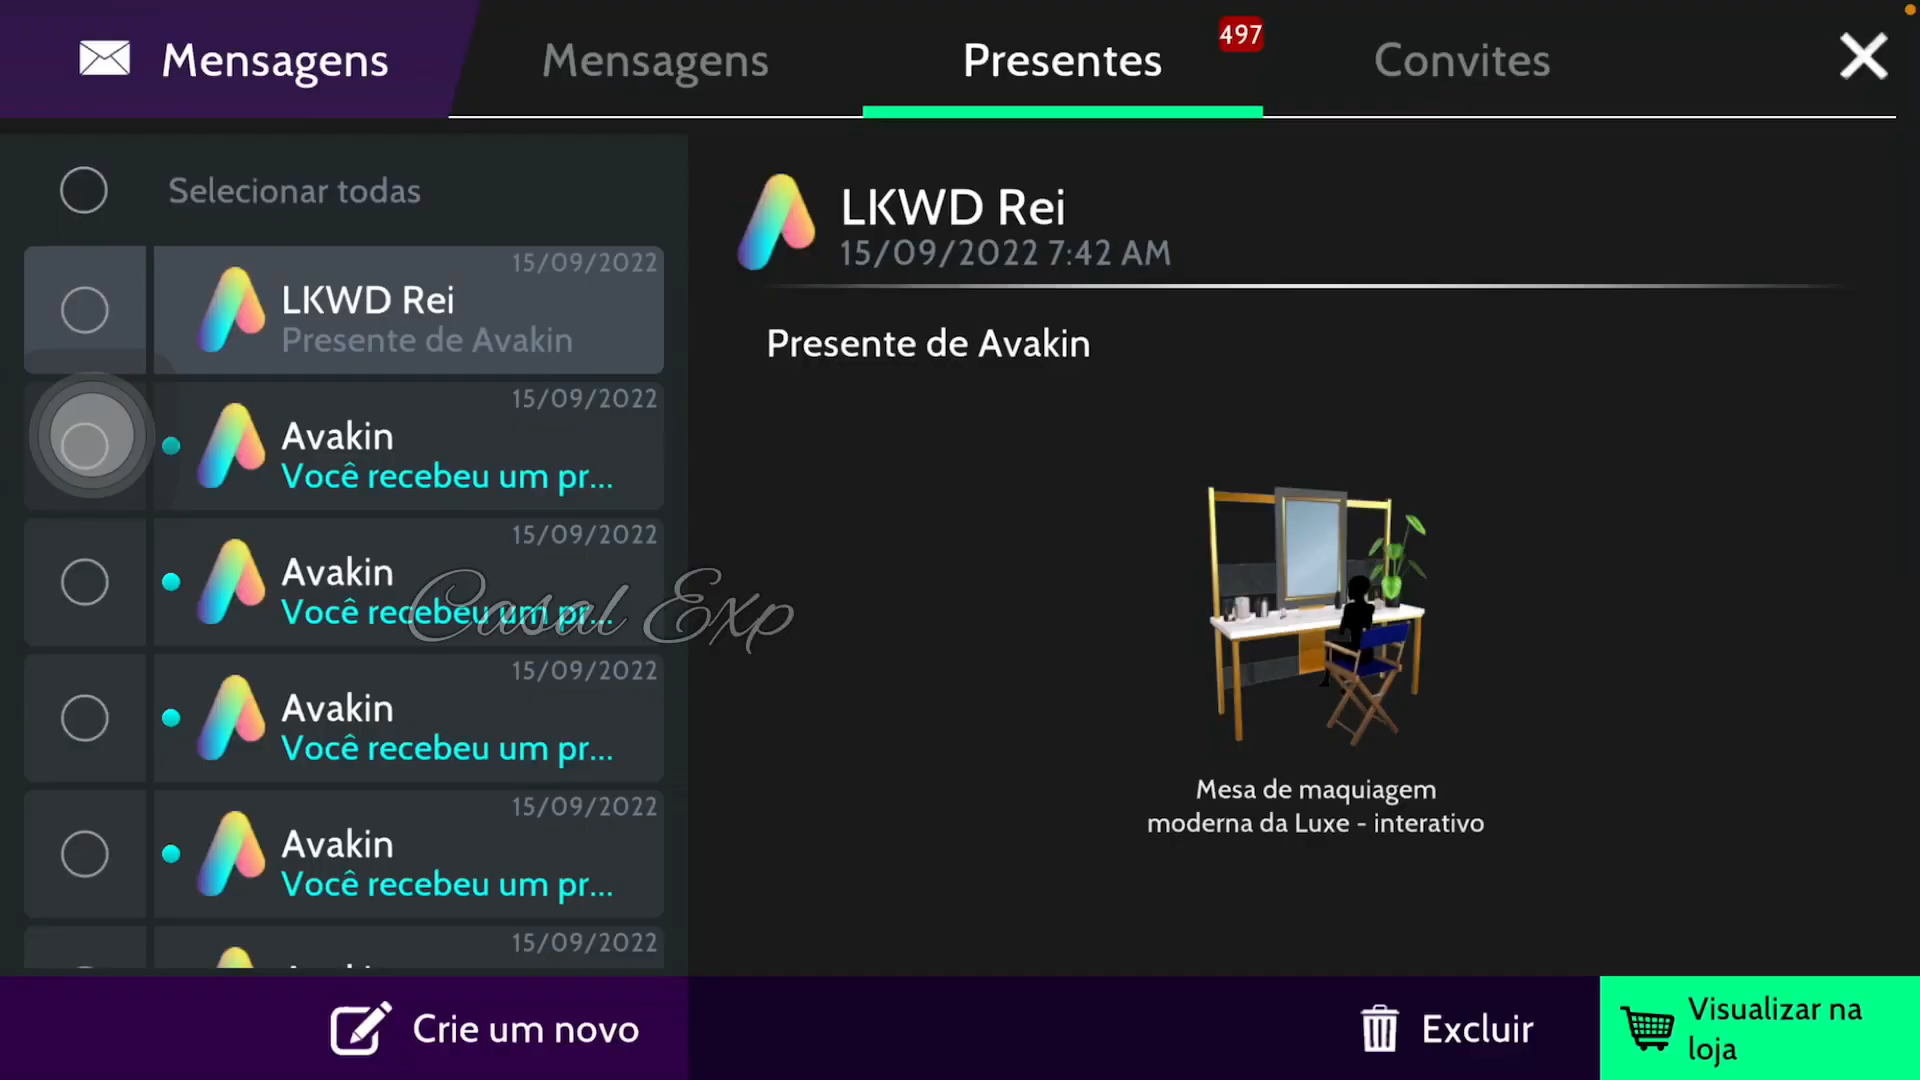 Mensagens
Mensagens
Presentes
497
Convites
Selecionar todas
15/09/2022
LKWD Rei
Presente de Avakin
15/09/2022
Avakin
Você recebeu um pr...
15/09/2022
Avakin
Você recebeu um pr...
15/09/2022
Avakin
Você recebeu um pr...
15/09/2022
Avakin
Você recebeu um pr...
15/09/2022
Casal Exp
LKWD Rei
15/09/2022 7:42 AM
Presente de Avakin
Mesa de maquiagem
moderna da Luxe - interativo
Crie um novo
Excluir
Visualizar na
loja